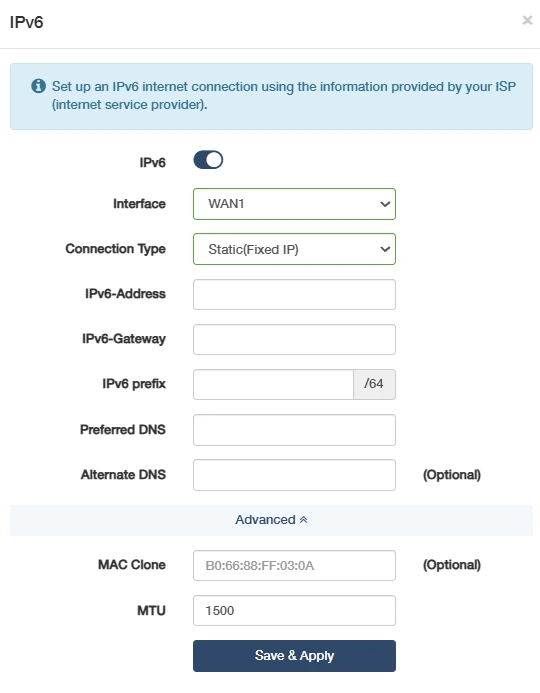 IPv6
×
Set up an IPv6 internet connection using the information provided by your ISP
(internet service provider).
IPv6
Interface WAN1
Connection Type Static(Fixed IP)
IPv6-Address
IPv6-Gateway
IPv6 prefix /64
Preferred DNS
Alternate DNS (Optional)
Advanced
MAC Clone B0:66:88:FF:03:0A (Optional)
MTU 1500
Save & Apply